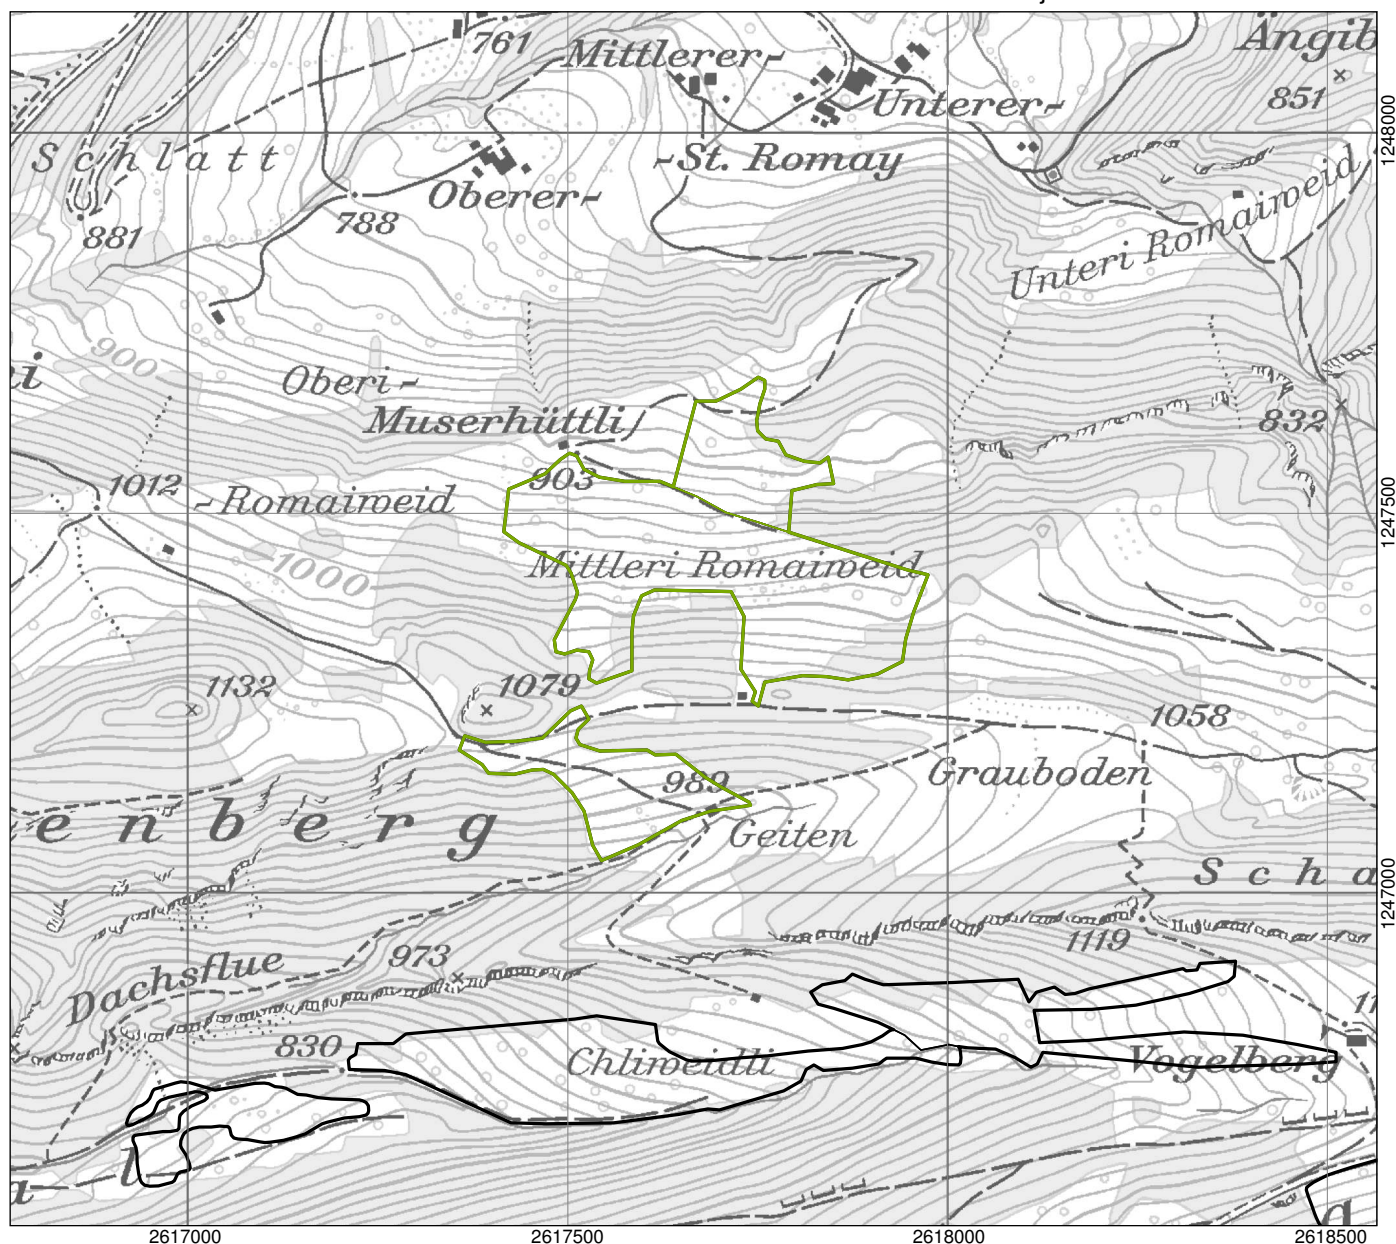 761
Mittlerer-
Ängib
851
Unterer-
1248000
Schlatt
-St. Romay
Oberer-
881
788
Unteri Romaiweid
900
Oberi-
Muserhüttli
832
903
1012
-Romaiweid
1247500
1000
Mittleri Romaiweid
1132
1079
1058
989
Grauboden
enberg
Geiten
Scha
1247000
1119
973
Dachsflue
11
830
Chliweidli
Vogelberg
l
a
g
2617000
2617500
2618000
2618500